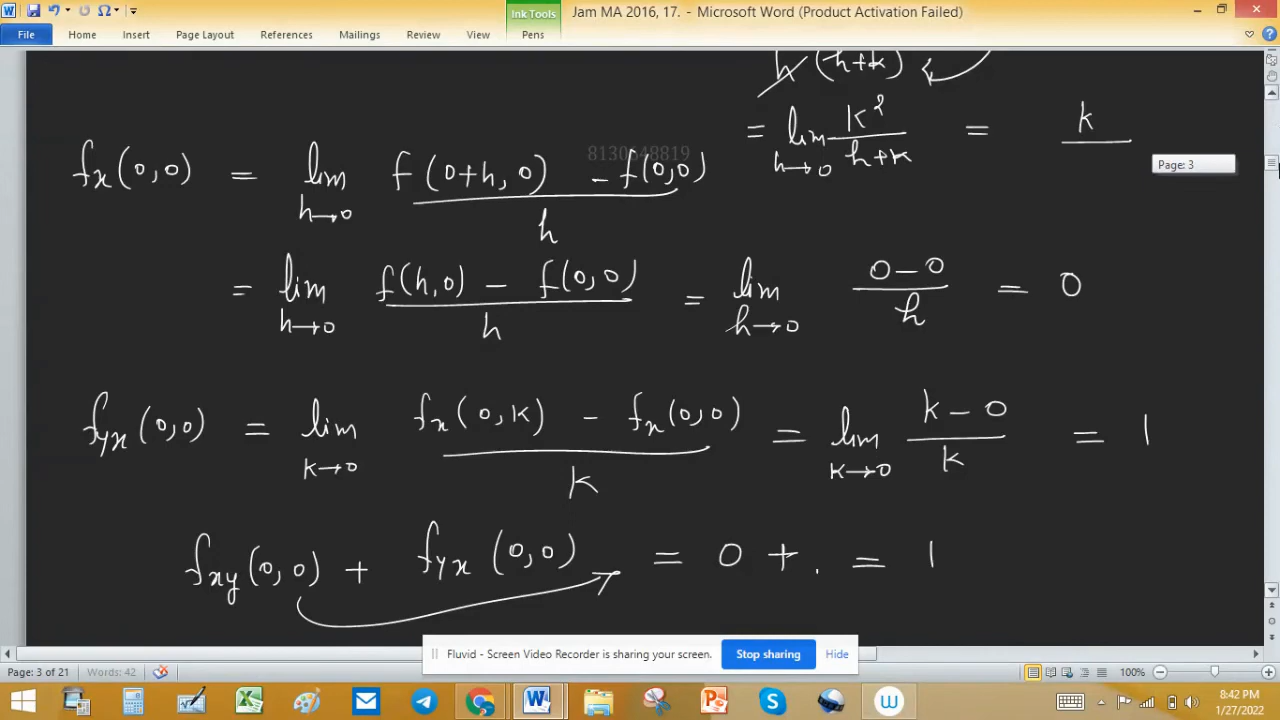 Jam MA 2016, 17. - Microsoft Word (Product Activation Failed)
Ink Tools
File Home Insert Page Layout References Mailings Review View Pens
h (h+k)
= lim h→0 k²/(h+k) = k
8130648819
Page: 3
fx(0,0) = lim h→0 (f(0+h,0) - f(0,0))/h
= lim h→0 (f(h,0) - f(0,0))/h = lim h→0 (0-0)/h = 0
fyx(0,0) = lim k→0 (fx(0,k) - fx(0,0))/k = lim k→0 (k-0)/k = 1
fxy(0,0) + fyx(0,0) = 0 + . = 1
Fluvid - Screen Video Recorder is sharing your screen. Stop sharing Hide
Page: 3 of 21 Words: 42 100%
8:42 PM
1/27/2022